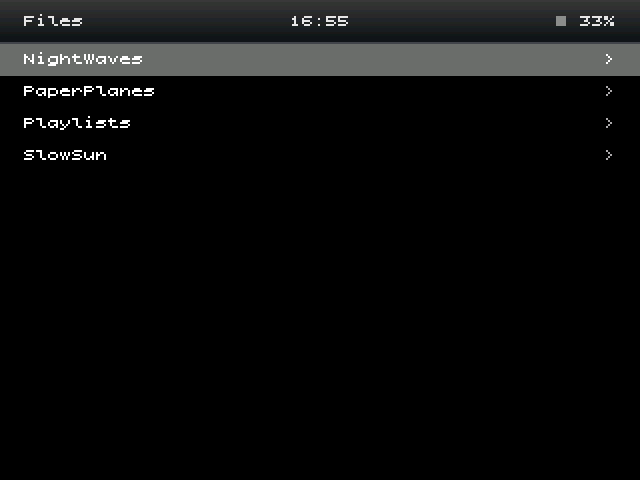 Files 16:55 33%
NightWaves >
PaperPlanes >
Playlists >
SlowSun >